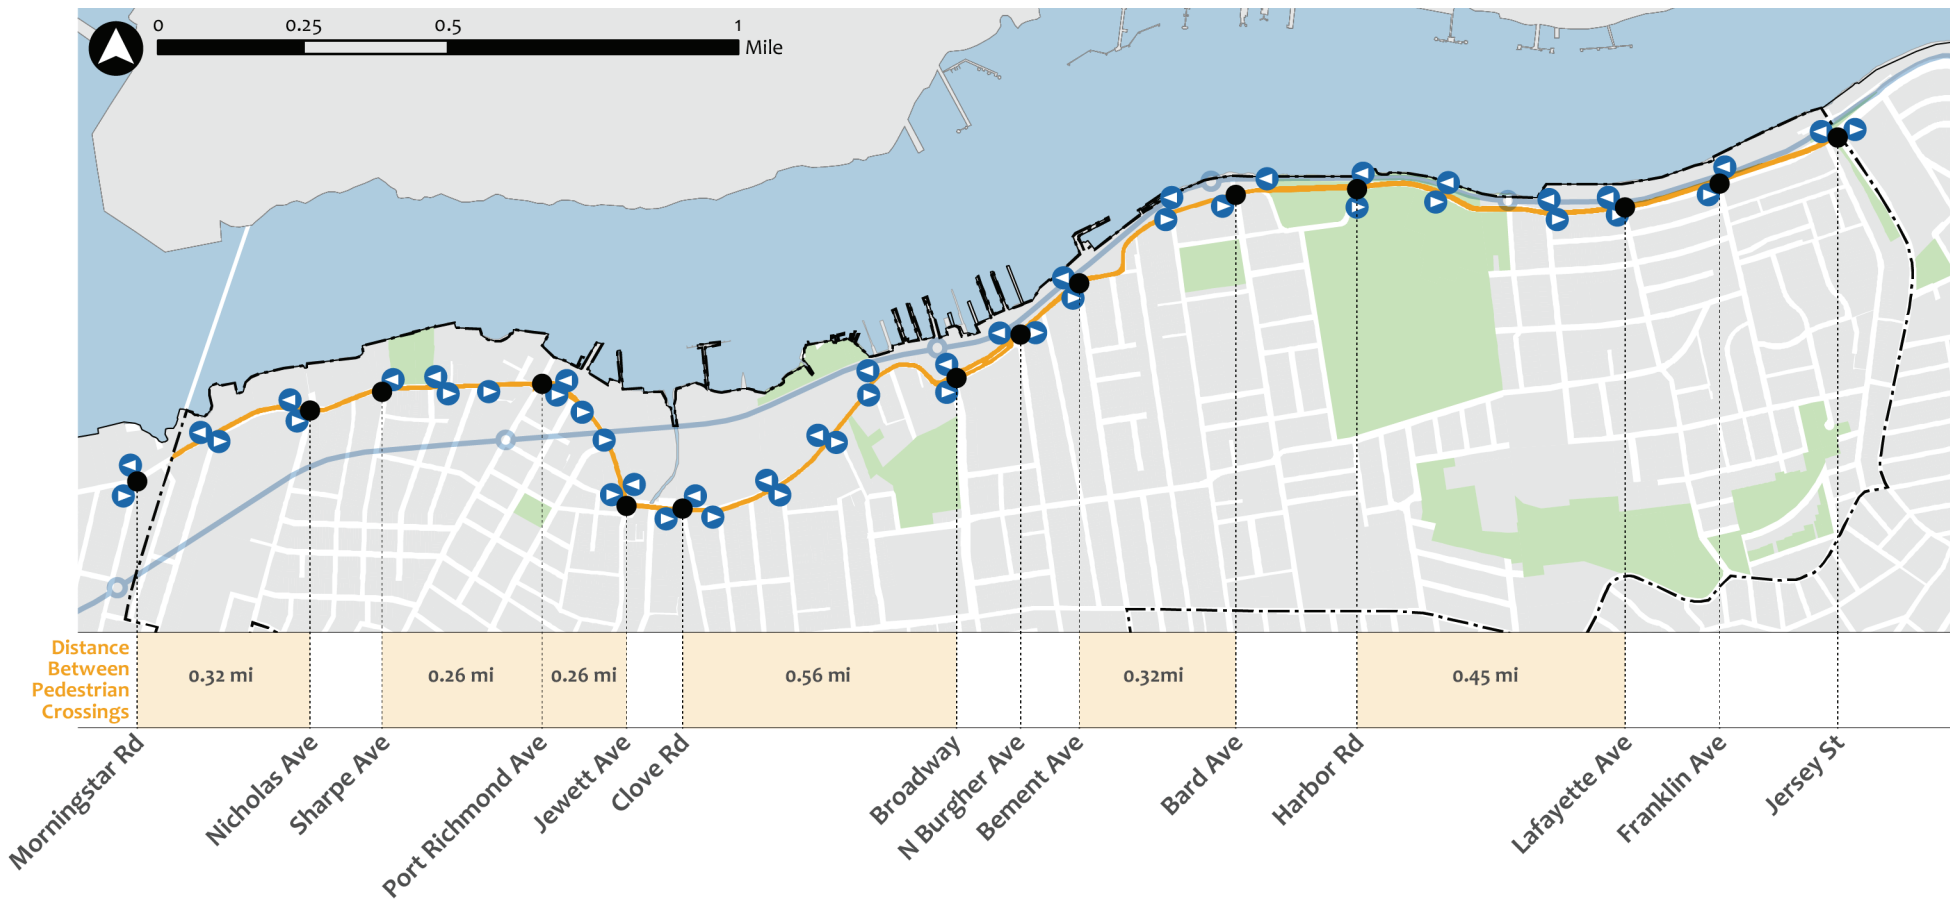 0 0.25 0.5 1
Mile
Distance
Between
Pedestrian
Crossings
0.32 mi
0.26 mi
0.26 mi
0.56 mi
0.32mi
0.45 mi
Morningstar Rd
Nicholas Ave
Sharpe Ave
Port Richmond Ave
Jewett Ave
Clove Rd
Broadway
N Burgher Ave
Bement Ave
Bard Ave
Harbor Rd
Lafayette Ave
Franklin Ave
Jersey St